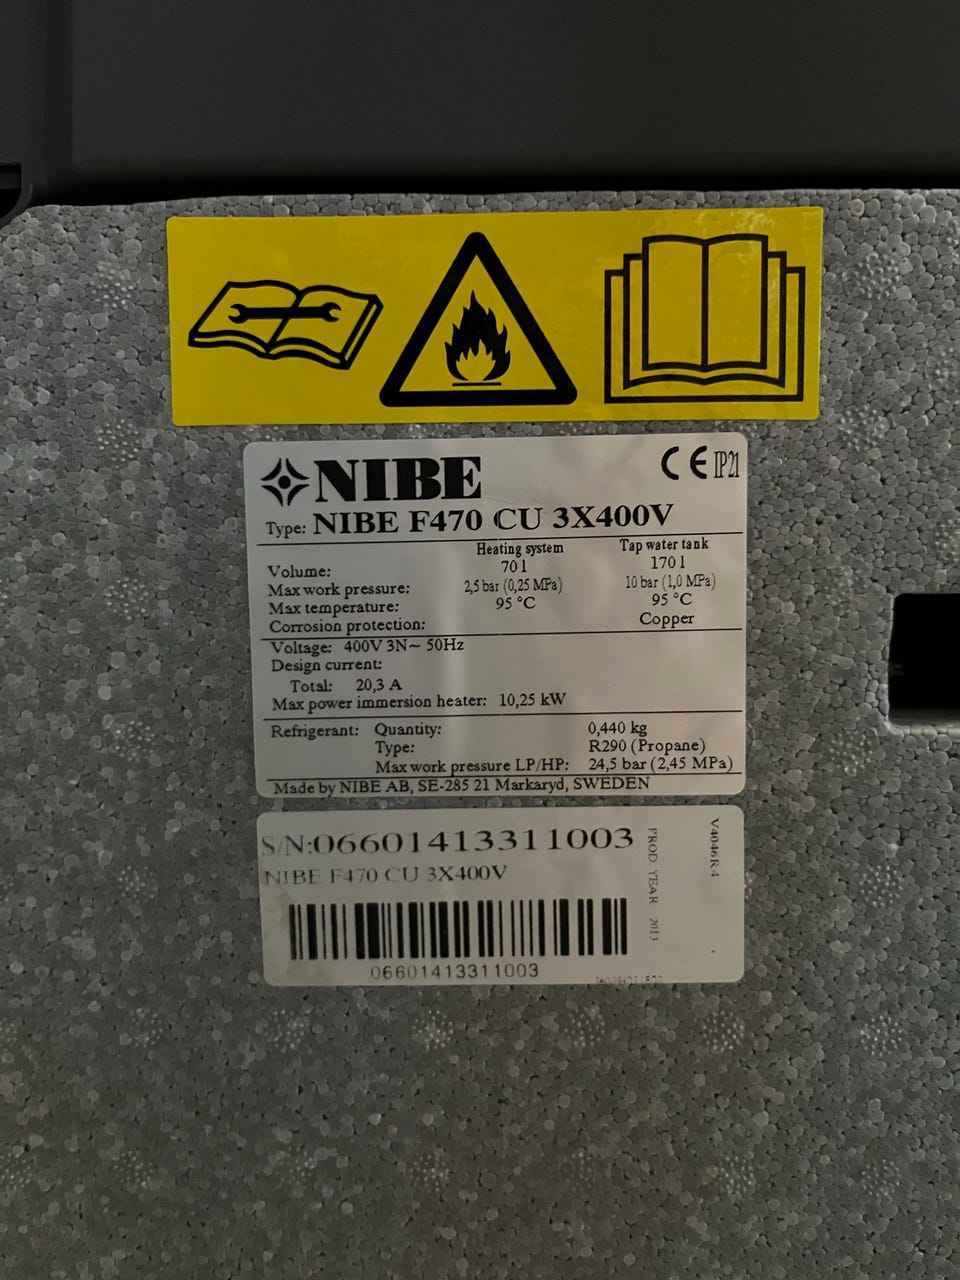 NIBE
CE IP21
Type: NIBE F470 CU 3X400V
Heating system Tap water tank
Volume: 70 l 170 l
Max work pressure: 2,5 bar (0,25 MPa) 10 bar (1,0 MPa)
Max temperature: 95 °C 95 °C
Corrosion protection: Copper
Voltage: 400V 3N~ 50Hz
Design current:
Total: 20,3 A
Max power immersion heater: 10,25 kW
Refrigerant: Quantity: 0,440 kg
Type: R290 (Propane)
Max work pressure LP/HP: 24,5 bar (2,45 MPa)
Made by NIBE AB, SE-285 21 Markaryd, SWEDEN
S/N:06601413311003
NIBE F470 CU 3X400V
06601413311003
PROD YEAR 2013
V4046R4